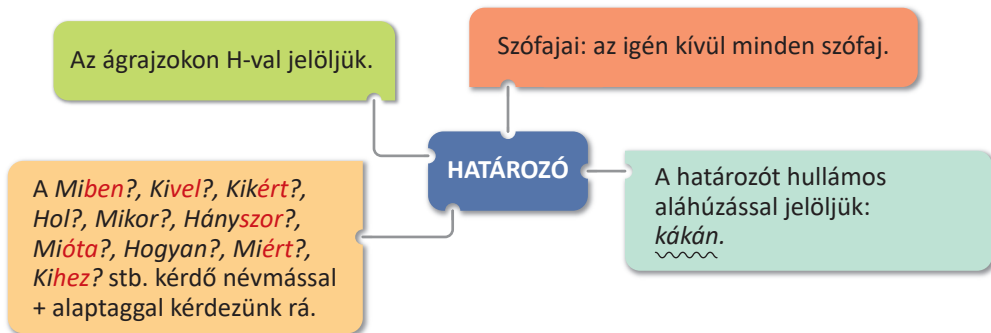 Az ágrajzokon H-val jelöljük.
Szófajai: az igén kívül minden szófaj.
HATÁROZÓ
A Miben?, Kivel?, Kikért?,
Hol?, Mikor?, Hányszor?,
Mióta?, Hogyan?, Miért?,
Kihez? stb. kérdő névmással
+ alaptaggal kérdezünk rá.
A határozót hullámos
aláhúzással jelöljük:
kákán.